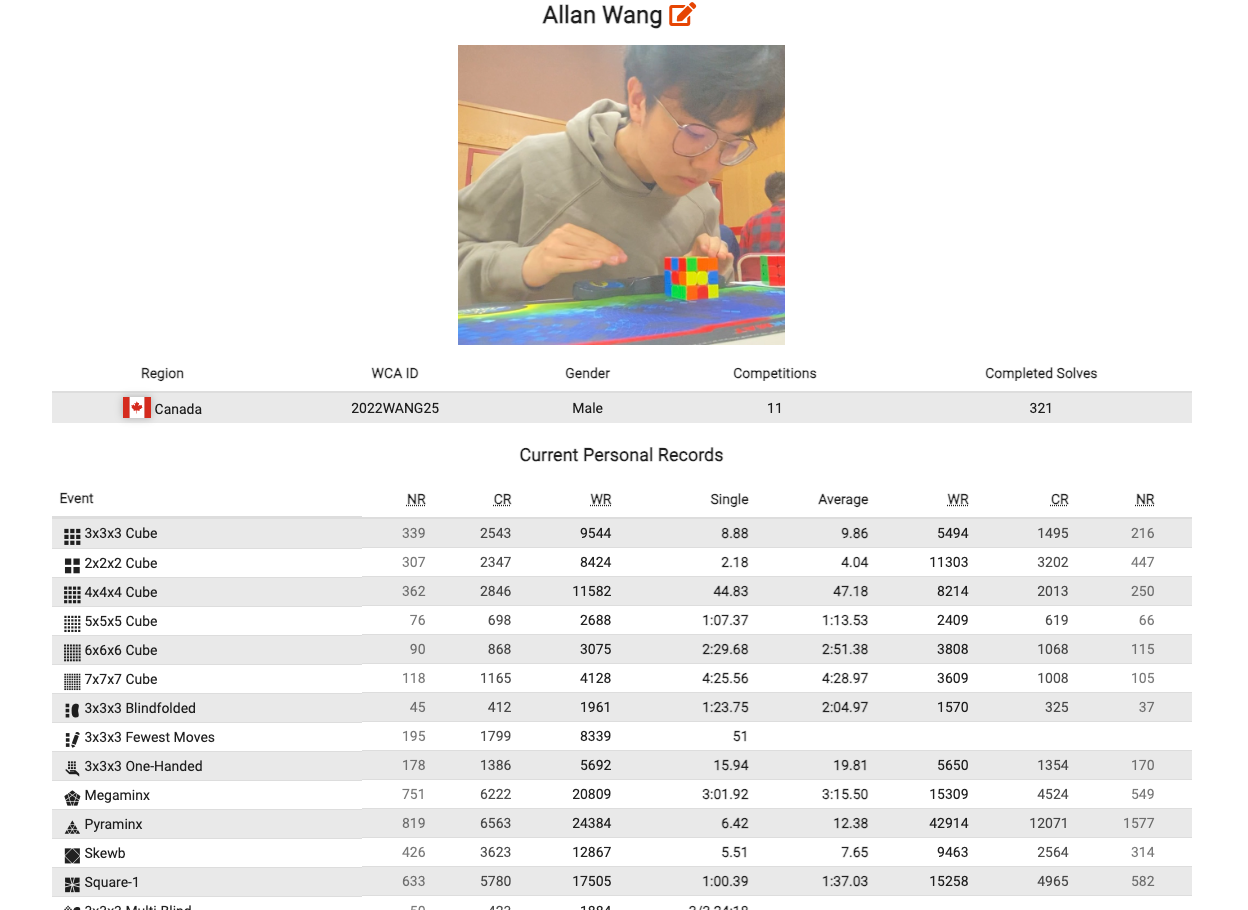 Allan Wang
Region WCA ID Gender Competitions Completed Solves
Canada 2022WANG25 Male 11 321
Current Personal Records
Event NR CR WR Single Average WR CR NR
3x3x3 Cube 339 2543 9544 8.88 9.86 5494 1495 216
2x2x2 Cube 307 2347 8424 2.18 4.04 11303 3202 447
4x4x4 Cube 362 2846 11582 44.83 47.18 8214 2013 250
5x5x5 Cube 76 698 2688 1:07.37 1:13.53 2409 619 66
6x6x6 Cube 90 868 3075 2:29.68 2:51.38 3808 1068 115
7x7x7 Cube 118 1165 4128 4:25.56 4:28.97 3609 1008 105
3x3x3 Blindfolded 45 412 1961 1:23.75 2:04.97 1570 325 37
3x3x3 Fewest Moves 195 1799 8339 51
3x3x3 One-Handed 178 1386 5692 15.94 19.81 5650 1354 170
Megaminx 751 6222 20809 3:01.92 3:15.50 15309 4524 549
Pyraminx 819 6563 24384 6.42 12.38 42914 12071 1577
Skewb 426 3623 12867 5.51 7.65 9463 2564 314
Square-1 633 5780 17505 1:00.39 1:37.03 15258 4965 582
3x3x3 Multi-Blind